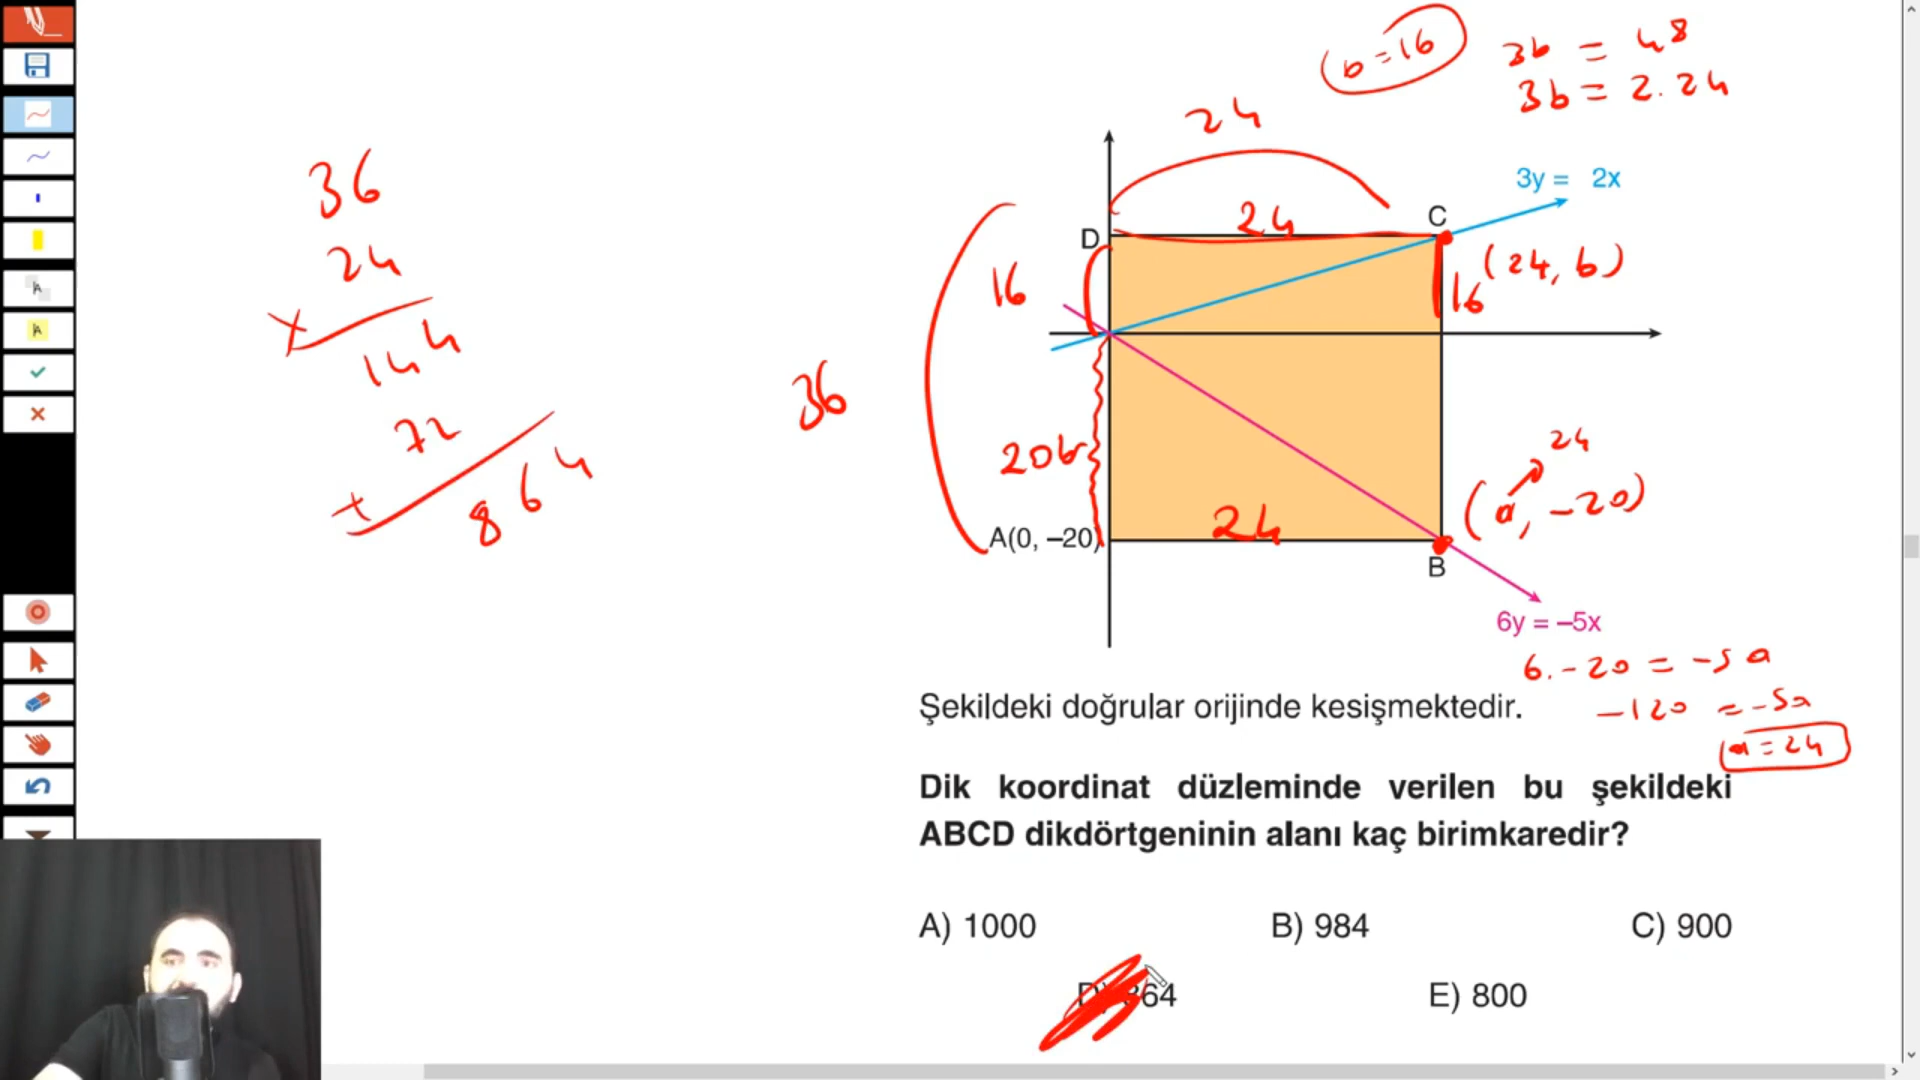 b = 16
3b = 48
3b = 2.24
24
36
24
x
144
72
+
864
3y = 2x
C
D
24
(24, b)
16
16
36
20br
24
(a, -20)
A(0, –20)
24
B
6y = –5x
6. -20 = -5a
-120 = -5a
a = 24
Şekildeki doğrular orijinde kesişmektedir.
Dik koordinat düzleminde verilen bu şekildeki
ABCD dikdörtgeninin alanı kaç birimkaredir?
A) 1000
B) 984
C) 900
D) 864
E) 800